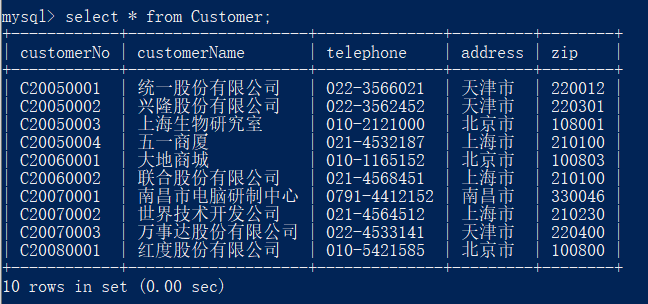 mysql> select * from Customer;
+------------+--------------------+--------------+---------+--------+
| customerNo | customerName | telephone | address | zip |
+------------+--------------------+--------------+---------+--------+
| C20050001 | 统一股份有限公司 | 022-3566021 | 天津市 | 220012 |
| C20050002 | 兴隆股份有限公司 | 022-3562452 | 天津市 | 220301 |
| C20050003 | 上海生物研究室 | 010-2121000 | 北京市 | 108001 |
| C20050004 | 五一商厦 | 021-4532187 | 上海市 | 210100 |
| C20060001 | 大地商城 | 010-1165152 | 北京市 | 100803 |
| C20060002 | 联合股份有限公司 | 021-4568451 | 上海市 | 210100 |
| C20070001 | 南昌市电脑研制中心 | 0791-4412152 | 南昌市 | 330046 |
| C20070002 | 世界技术开发公司 | 021-4564512 | 上海市 | 210230 |
| C20070003 | 万事达股份有限公司 | 022-4533141 | 天津市 | 220400 |
| C20080001 | 红度股份有限公司 | 010-5421585 | 北京市 | 100800 |
+------------+--------------------+--------------+---------+--------+
10 rows in set (0.00 sec)